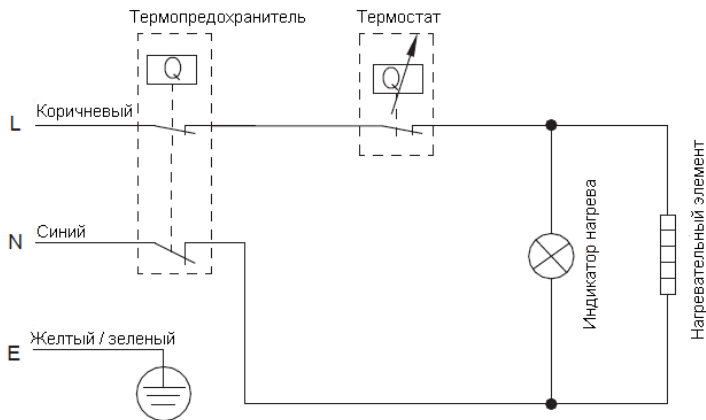 Термопредохранитель
Термостат
Q
Q
L
Коричневый
N
Синий
E
Желтый / зеленый
Индикатор нагрева
Нагревательный элемент